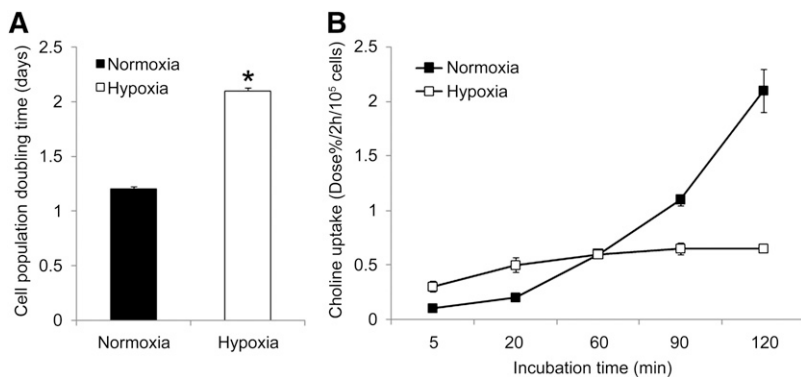 A
Cell population doubling time (days)
2.5
2
1.5
1
0.5
0
Normoxia
Hypoxia
*
Normoxia
Hypoxia
B
Choline uptake (Dose%/2h/10⁵ cells)
2.5
2
1.5
1
0.5
0
Normoxia
Hypoxia
5 20 60 90 120
Incubation time (min)